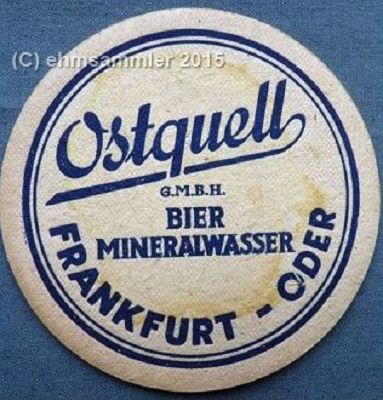 (C) ehmsammler 2015
Ostquell
G.M.B.H.
BIER
MINERALWASSER
FRANKFURT - ODER